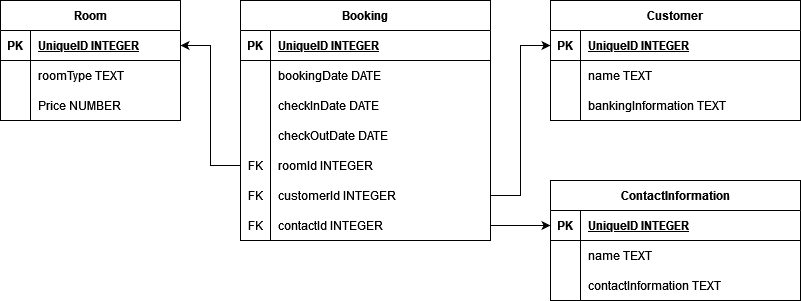 Room
PK UniqueID INTEGER
roomType TEXT
Price NUMBER
Booking
PK UniqueID INTEGER
bookingDate DATE
checkInDate DATE
checkOutDate DATE
FK roomId INTEGER
FK customerId INTEGER
FK contactId INTEGER
Customer
PK UniqueID INTEGER
name TEXT
bankingInformation TEXT
ContactInformation
PK UniqueID INTEGER
name TEXT
contactInformation TEXT